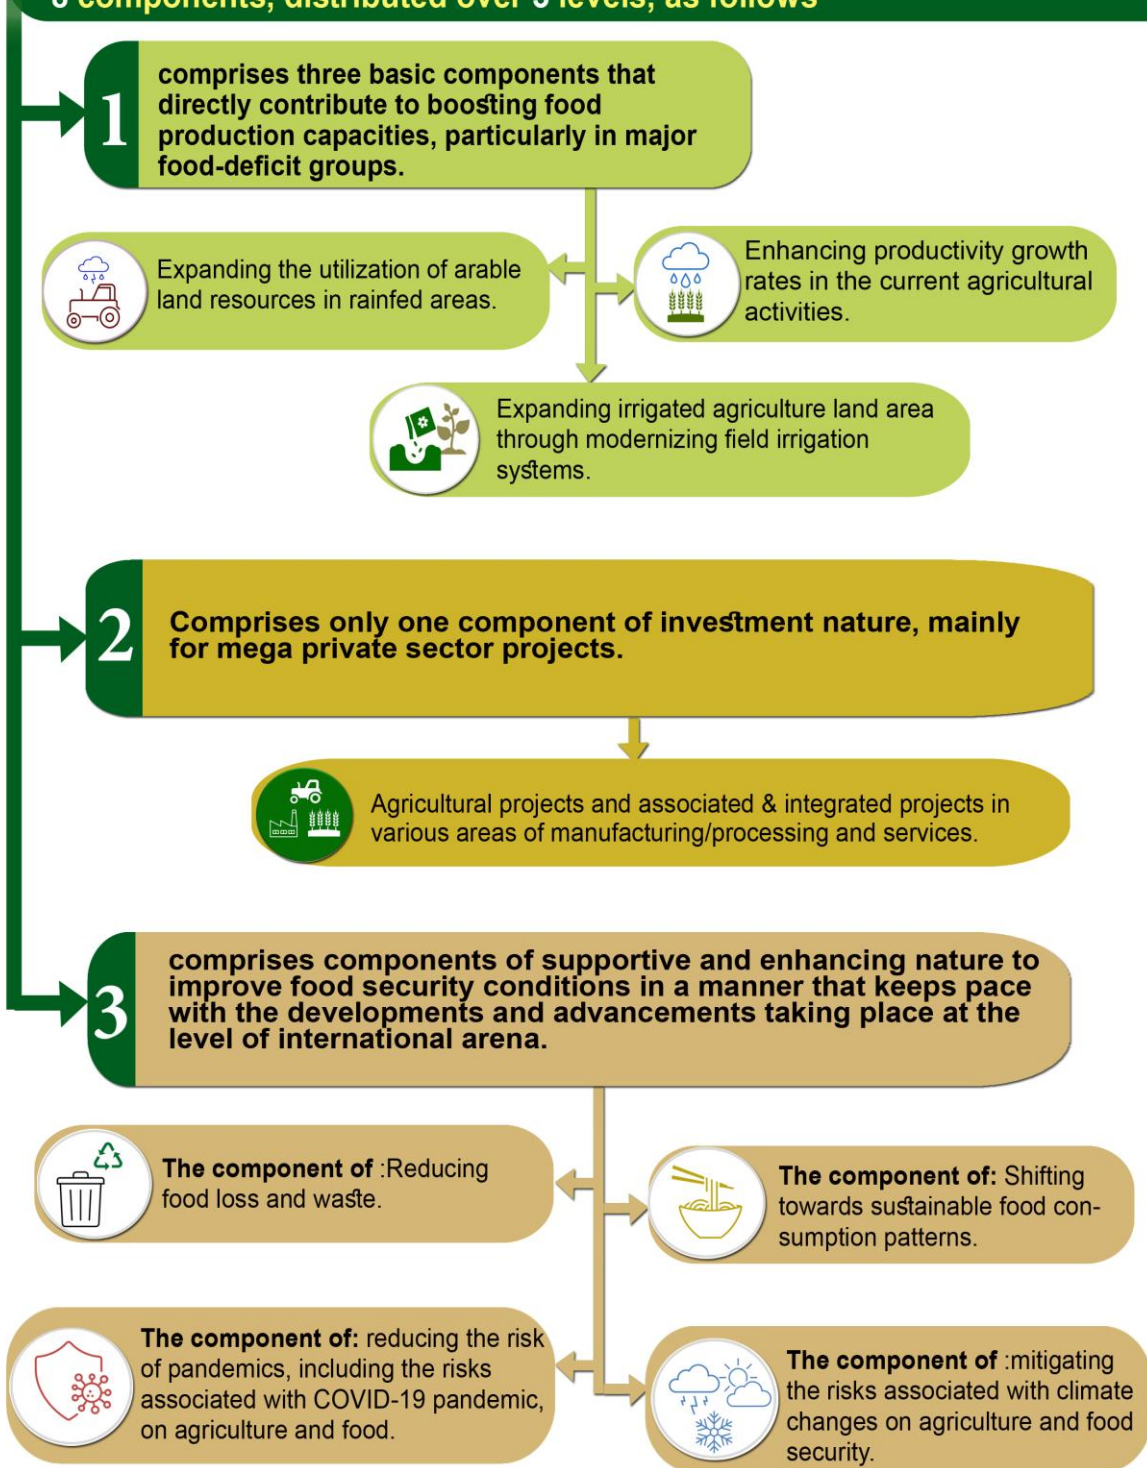 components, distributed over 3 levels, as follows
1
comprises three basic components that
directly contribute to boosting food
production capacities, particularly in major
food-deficit groups.
Expanding the utilization of arable
land resources in rainfed areas.
Enhancing productivity growth
rates in the current agricultural
activities.
Expanding irrigated agriculture land area
through modernizing field irrigation
systems.
2
Comprises only one component of investment nature, mainly
for mega private sector projects.
Agricultural projects and associated & integrated projects in
various areas of manufacturing/processing and services.
3
comprises components of supportive and enhancing nature to
improve food security conditions in a manner that keeps pace
with the developments and advancements taking place at the
level of international arena.
The component of :Reducing
food loss and waste.
The component of: Shifting
towards sustainable food con-
sumption patterns.
The component of: reducing the risk
of pandemics, including the risks
associated with COVID-19 pandemic,
on agriculture and food.
The component of :mitigating
the risks associated with climate
changes on agriculture and food
security.